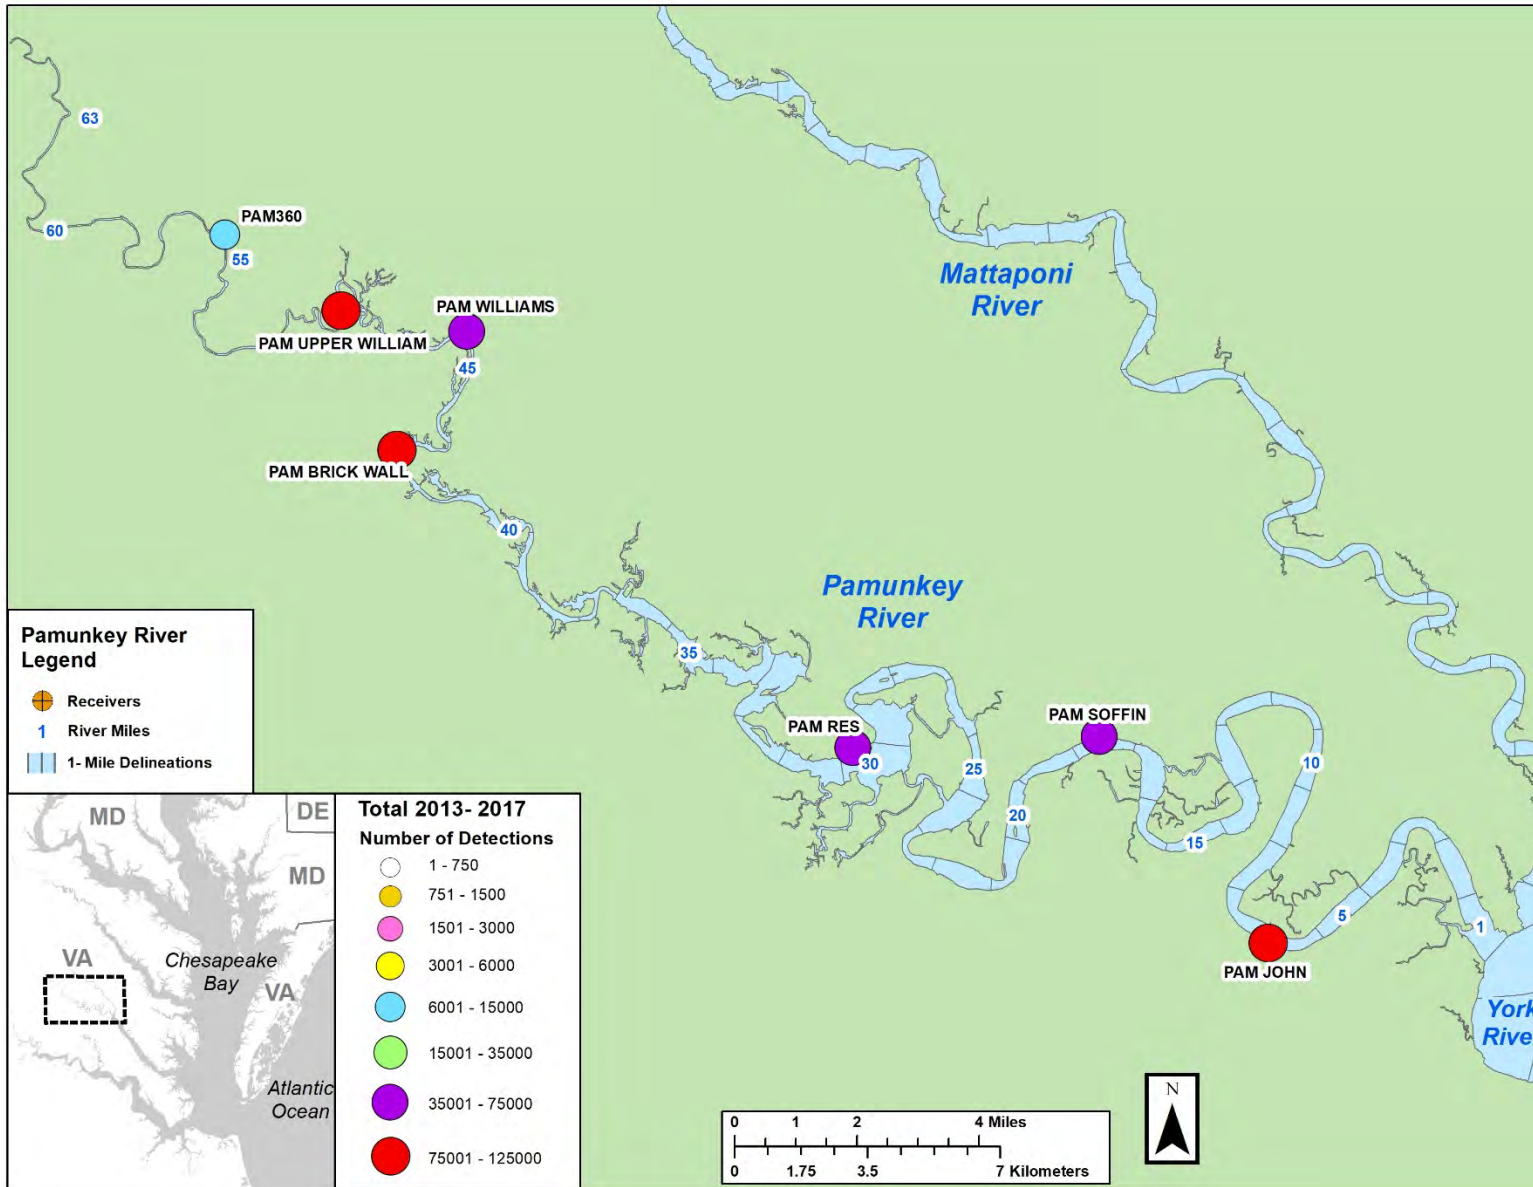 63
60
PAM360
55
PAM UPPER WILLIAM
PAM WILLIAMS
45
PAM BRICK WALL
40
Mattaponi
River
Pamunkey
River
35
PAM RES
30
25
20
PAM SOFFIN
15
10
PAM JOHN
5
1
York
River
Pamunkey River
Legend
Receivers
1 River Miles
1- Mile Delineations
MD
DE
MD
VA
Chesapeake
Bay
VA
Atlantic
Ocean
Total 2013- 2017
Number of Detections
1 - 750
751 - 1500
1501 - 3000
3001 - 6000
6001 - 15000
15001 - 35000
35001 - 75000
75001 - 125000
0 1 2 4 Miles
0 1.75 3.5 7 Kilometers
N